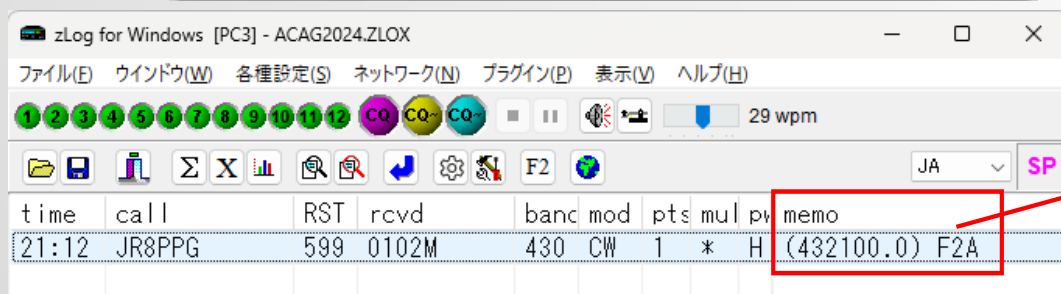 zLog for Windows [PC3] - ACAG2024.ZLOX
ファイル(F) ウインドウ(W) 各種設定(S) ネットワーク(N) プラグイン(P) 表示(V) ヘルプ(H)
1 2 3 4 5 6 7 8 9 10 11 12 CQ CQ~ CQ~ 29 wpm
Σ X F2 JA SP
time call RST rcvd banc mod pts mul pw memo
21:12 JR8PPG 599 0102M 430 CW 1 * H (432100.0) F2A